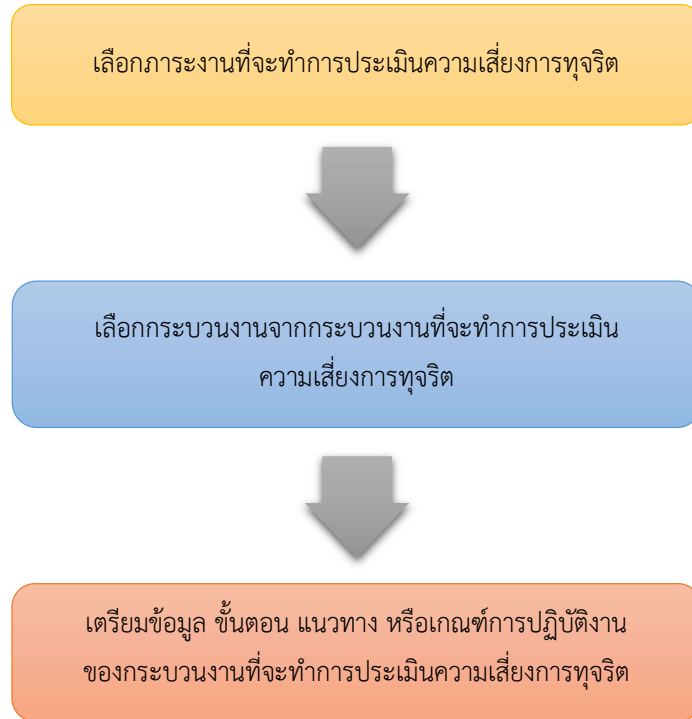 เลือกภาระงานที่จะทำการประเมินความเสี่ยงการทุจริต
เลือกกระบวนงานจากกระบวนงานที่จะทำการประเมิน
ความเสี่ยงการทุจริต
เตรียมข้อมูล ขั้นตอน แนวทาง หรือเกณฑ์การปฏิบัติงาน
ของกระบวนงานที่จะทำการประเมินความเสี่ยงการทุจริต